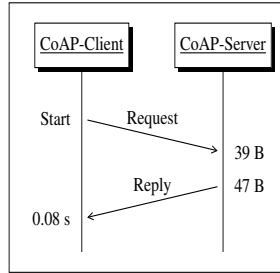 CoAP-Client
CoAP-Server
Start
Request
39 B
Reply
47 B
0.08 s